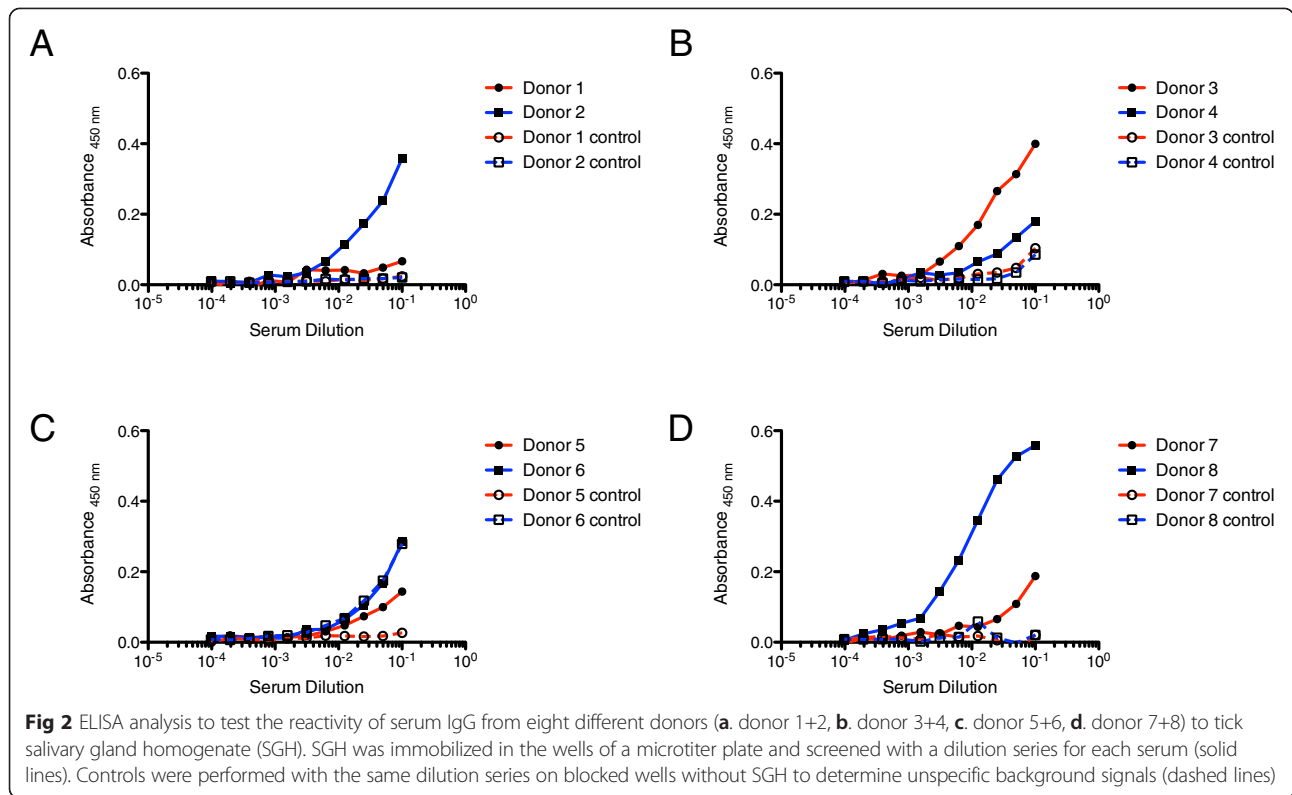 A
0.6
0.4
0.2
0.0
Absorbance 450 nm
10-5
10-4
10-3
10-2
10-1
100
Serum Dilution
Donor 1
Donor 2
Donor 1 control
Donor 2 control
B
0.6
0.4
0.2
0.0
Absorbance 450 nm
10-5
10-4
10-3
10-2
10-1
100
Serum Dilution
Donor 3
Donor 4
Donor 3 control
Donor 4 control
C
0.6
0.4
0.2
0.0
Absorbance 450 nm
10-5
10-4
10-3
10-2
10-1
100
Serum Dilution
Donor 5
Donor 6
Donor 5 control
Donor 6 control
D
0.6
0.4
0.2
0.0
Absorbance 450 nm
10-5
10-4
10-3
10-2
10-1
100
Serum Dilution
Donor 7
Donor 8
Donor 7 control
Donor 8 control
Fig 2 ELISA analysis to test the reactivity of serum IgG from eight different donors (a. donor 1+2, b. donor 3+4, c. donor 5+6, d. donor 7+8) to tick
salivary gland homogenate (SGH). SGH was immobilized in the wells of a microtiter plate and screened with a dilution series for each serum (solid
lines). Controls were performed with the same dilution series on blocked wells without SGH to determine unspecific background signals (dashed lines)